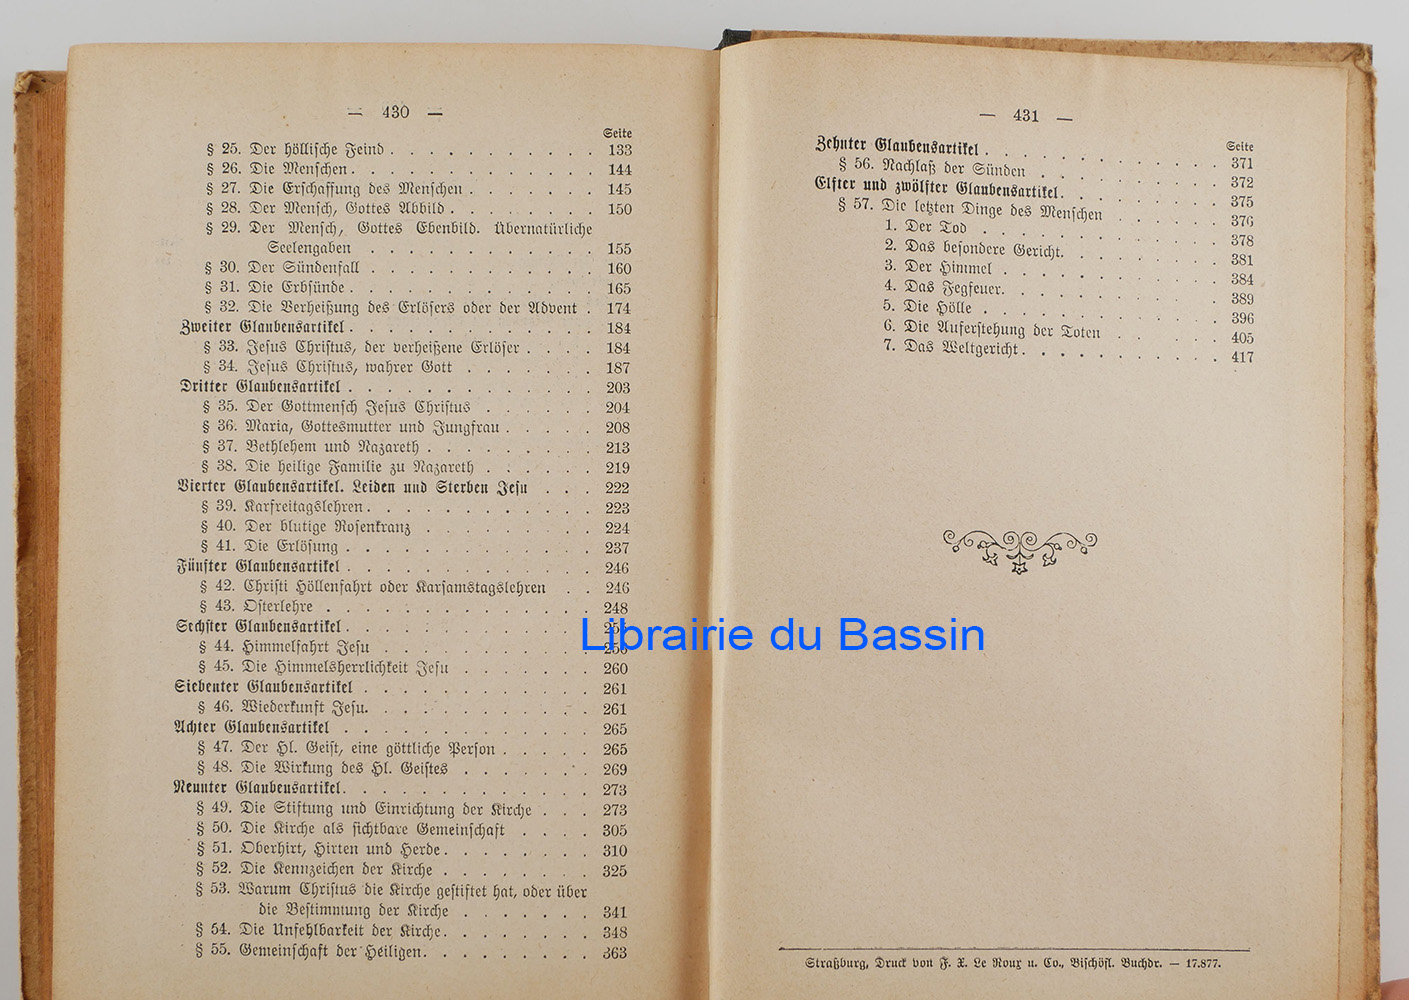 — 430 —
Seite
§ 25. Der höllische Feind . . . . . . . . . . . 133
§ 26. Die Menschen . . . . . . . . . . . . . 144
§ 27. Die Erschaffung des Menschen . . . . . . . 145
§ 28. Der Mensch, Gottes Abbild . . . . . . . . 150
§ 29. Der Mensch, Gottes Ebenbild. Übernatürliche
Seelengaben . . . . . . . . . . . . 155
§ 30. Der Sündenfall . . . . . . . . . . . . 160
§ 31. Die Erbsünde . . . . . . . . . . . . . 165
§ 32. Die Verheißung des Erlösers oder der Advent . 174
Zweiter Glaubensartikel . . . . . . . . . . . . . 184
§ 33. Jesus Christus, der verheißene Erlöser . . . . 184
§ 34. Jesus Christus, wahrer Gott . . . . . . . 187
Dritter Glaubensartikel . . . . . . . . . . . . . 203
§ 35. Der Gottmensch Jesus Christus . . . . . . 204
§ 36. Maria, Gottesmutter und Jungfrau . . . . . 208
§ 37. Bethlehem und Nazareth . . . . . . . . . 213
§ 38. Die heilige Familie zu Nazareth . . . . . . 219
Vierter Glaubensartikel. Leiden und Sterben Jesu . . . 222
§ 39. Karfreitagslehren . . . . . . . . . . . . 223
§ 40. Der blutige Rosenkranz . . . . . . . . . 224
§ 41. Die Erlösung . . . . . . . . . . . . . 237
Fünfter Glaubensartikel . . . . . . . . . . . . . 246
§ 42. Christi Höllenfahrt oder Karsamstagslehren . . 246
§ 43. Osterlehre . . . . . . . . . . . . . . 248
Sechster Glaubensartikel . . . . . . . . . . . . .
§ 44. Himmelfahrt Jesu . . . . . . . . . . .
§ 45. Die Himmelsherrlichkeit Jesu . . . . . . . 260
Siebenter Glaubensartikel . . . . . . . . . . . . 261
§ 46. Wiederkunft Jesu . . . . . . . . . . . . 261
Achter Glaubensartikel . . . . . . . . . . . . . 265
§ 47. Der Hl. Geist, eine göttliche Person . . . . . 265
§ 48. Die Wirkung des Hl. Geistes . . . . . . . 269
Neunter Glaubensartikel . . . . . . . . . . . . . 273
§ 49. Die Stiftung und Einrichtung der Kirche . . . 273
§ 50. Die Kirche als sichtbare Gemeinschaft . . . . 305
§ 51. Oberhirt, Hirten und Herde . . . . . . . . 310
§ 52. Die Kennzeichen der Kirche . . . . . . . . 325
§ 53. Warum Christus die Kirche gestiftet hat, oder über
die Bestimmung der Kirche . . . . . . . 341
§ 54. Die Unfehlbarkeit der Kirche . . . . . . . . 348
§ 55. Gemeinschaft der Heiligen . . . . . . . . . 363
— 431 —
Seite
Zehnter Glaubensartikel . . . . . . . . . . . . . 371
§ 56. Nachlaß der Sünden . . . . . . . . . . 372
Elfter und zwölfter Glaubensartikel . . . . . . . . 375
§ 57. Die letzten Dinge des Menschen . . . . . . 376
1. Der Tod . . . . . . . . . . . . 378
2. Das besondere Gericht . . . . . . . . 381
3. Der Himmel . . . . . . . . . . . 384
4. Das Fegfeuer . . . . . . . . . . . 389
5. Die Hölle . . . . . . . . . . . . 396
6. Die Auferstehung der Toten . . . . . . 405
7. Das Weltgericht . . . . . . . . . . 417
Straßburg, Druck von F. X. Le Roux u. Co., Bischöfl. Buchdr. — 17.877.
Librairie du Bassin